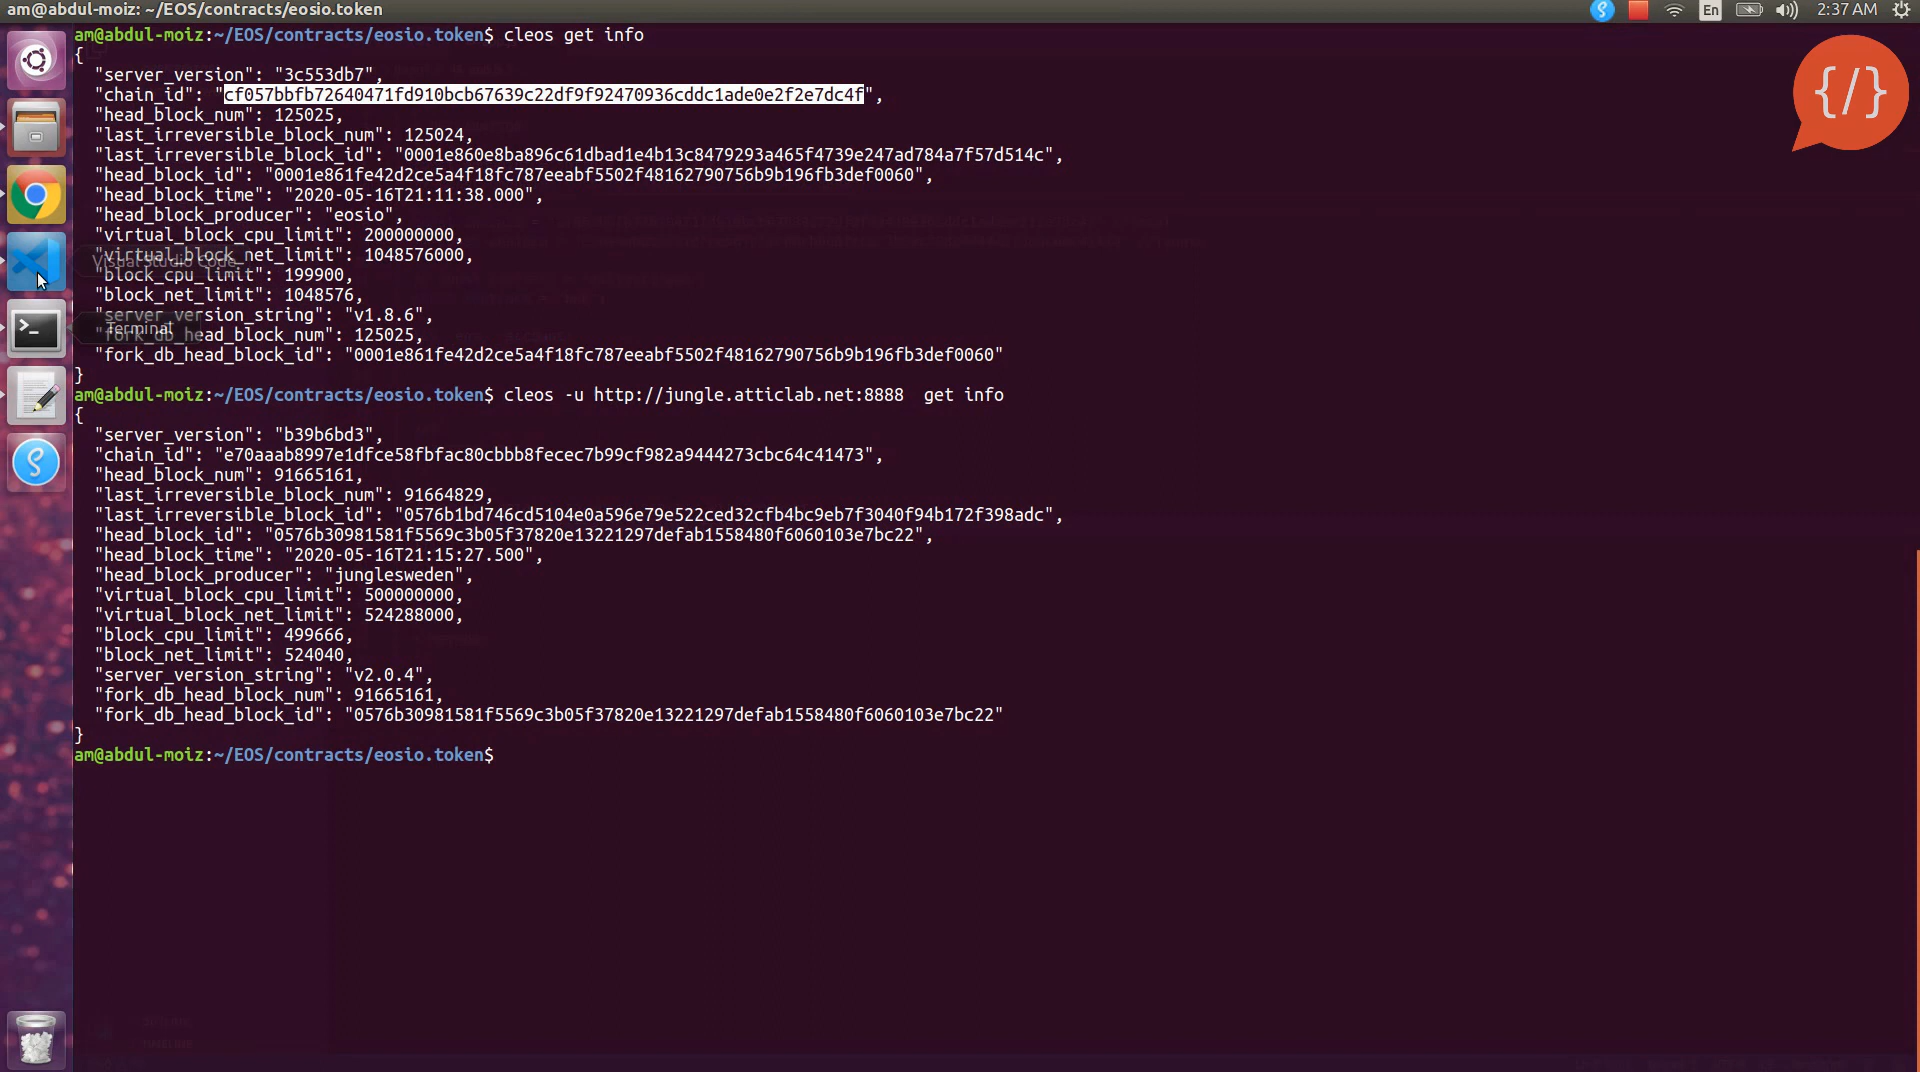 am@abdul-moiz: ~/EOS/contracts/eosio.token
En
2:37 AM
am@abdul-moiz:~/EOS/contracts/eosio.token$ cleos get info
{
"server_version": "3c553db7",
"chain_id": "cf057bbfb72640471fd910bcb67639c22df9f92470936cddc1ade0e2f2e7dc4f",
"head_block_num": 125025,
"last_irreversible_block_num": 125024,
"last_irreversible_block_id": "0001e860e8ba896c61dbad1e4b13c8479293a465f4739e247ad784a7f57d514c",
"head_block_id": "0001e861fe42d2ce5a4f18fc787eeabf5502f48162790756b9b196fb3def0060",
"head_block_time": "2020-05-16T21:11:38.000",
"head_block_producer": "eosio",
"virtual_block_cpu_limit": 200000000,
"virtual_block_net_limit": 1048576000,
Visual Studio Code
"block_cpu_limit": 199900,
"block_net_limit": 1048576,
"server_version_string": "v1.8.6",
Terminal
"fork_db_head_block_num": 125025,
"fork_db_head_block_id": "0001e861fe42d2ce5a4f18fc787eeabf5502f48162790756b9b196fb3def0060"
}
am@abdul-moiz:~/EOS/contracts/eosio.token$ cleos -u http://jungle.atticlab.net:8888  get info
{
"server_version": "b39b6bd3",
"chain_id": "e70aaab8997e1dfce58fbfac80cbbb8fecec7b99cf982a9444273cbc64c41473",
"head_block_num": 91665161,
"last_irreversible_block_num": 91664829,
"last_irreversible_block_id": "0576b1bd746cd5104e0a596e79e522ced32cfb4bc9eb7f3040f94b172f398adc",
"head_block_id": "0576b30981581f5569c3b05f37820e13221297defab1558480f6060103e7bc22",
"head_block_time": "2020-05-16T21:15:27.500",
"head_block_producer": "junglesweden",
"virtual_block_cpu_limit": 500000000,
"virtual_block_net_limit": 524288000,
"block_cpu_limit": 499666,
"block_net_limit": 524040,
"server_version_string": "v2.0.4",
"fork_db_head_block_num": 91665161,
"fork_db_head_block_id": "0576b30981581f5569c3b05f37820e13221297defab1558480f6060103e7bc22"
}
am@abdul-moiz:~/EOS/contracts/eosio.token$
{/}